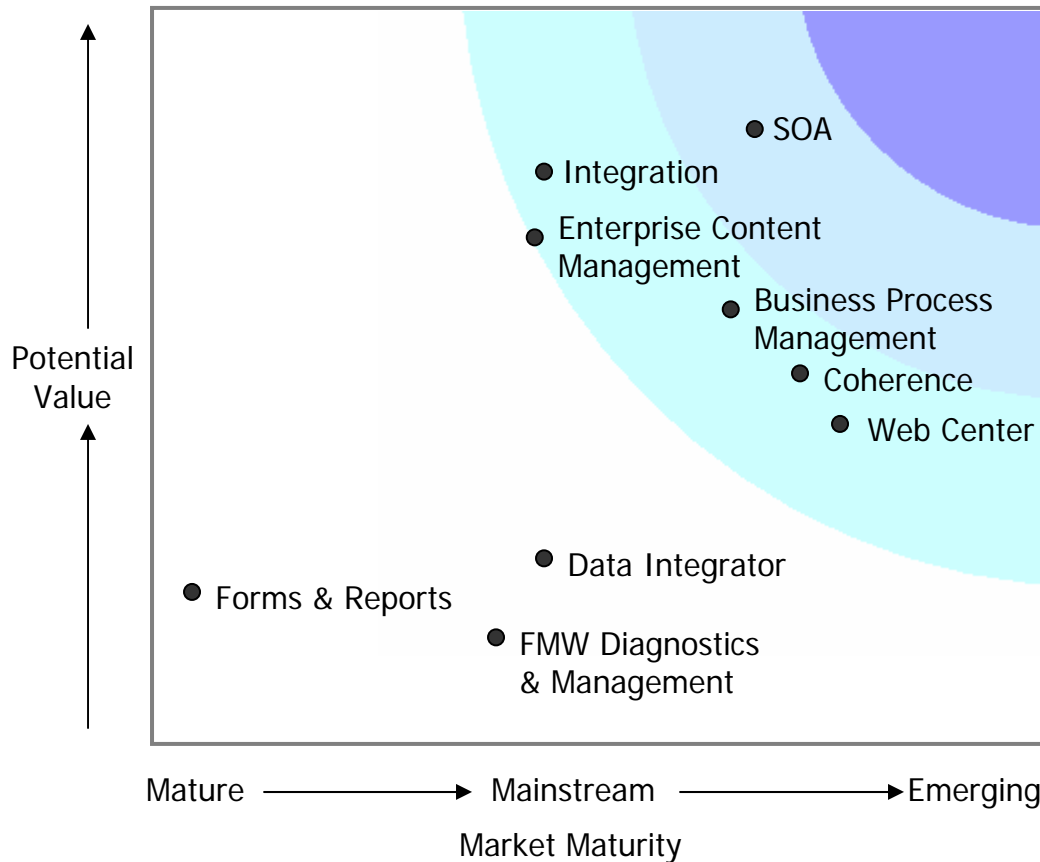 SOA
Integration
Enterprise Content
Management
Business Process
Management
Potential
Value
Coherence
Web Center
Data Integrator
Forms & Reports
FMW Diagnostics
& Management
Mature
Mainstream
Emerging
Market Maturity